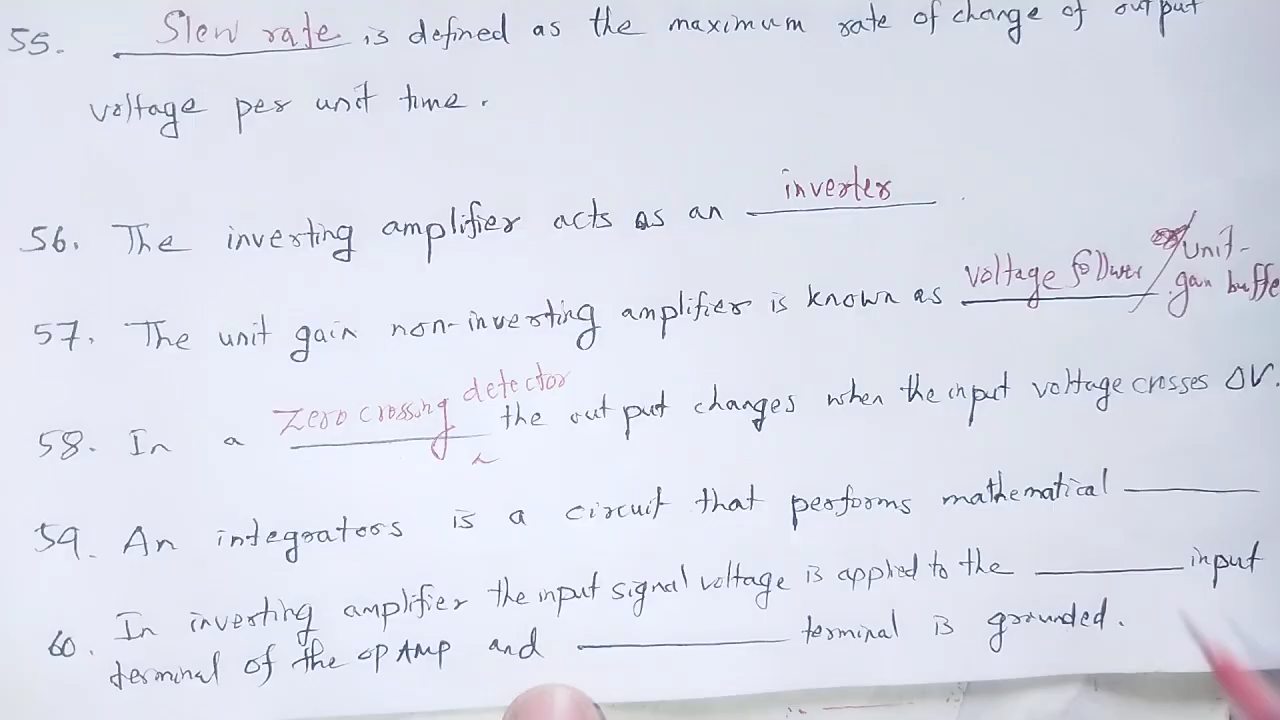 55. Slew rate is defined as the maximum rate of change of output
voltage per unit time.
56. The inverting amplifier acts as an inverter
57. The unit gain non-inverting amplifier is known as voltage follower / unit-
gain buffe
58. In a Zero crossing detector the output changes when the input voltage crosses 0V.
59. An integrators is a circuit that performs mathematical
60. In inverting amplifier the input signal voltage is applied to the input
terminal of the OPAMP and terminal is grounded.